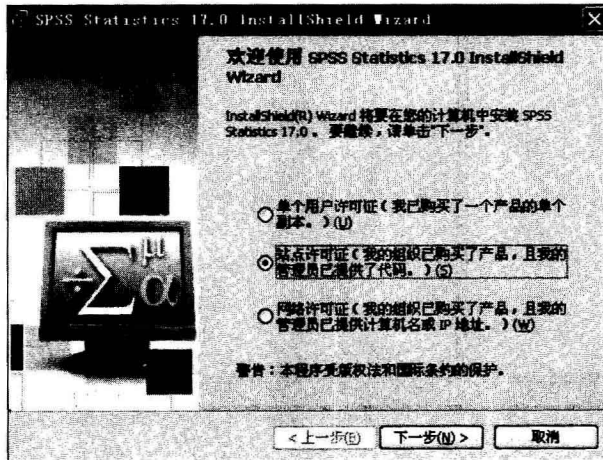 SPSS Statistics 17.0 InstallShield Wizard
欢迎使用 SPSS Statistics 17.0 InstallShield
Wizard
InstallShield(R) Wizard 将要在您的计算机中安装 SPSS
Statistics 17.0 。 要继续，请单击"下一步"。
单个用户许可证（我已购买了一个产品的单个
副本。）(U)
站点许可证（我的组织已购买了产品，且我的
管理员已提供了代码。）(S)
网络许可证（我的组织已购买了产品，且我的
管理员已提供计算机名或 IP 地址。）(W)
警告：本程序受版权法和国际条约的保护。
÷ Σ μ α
<上一步(B) 下一步(N)> 取消